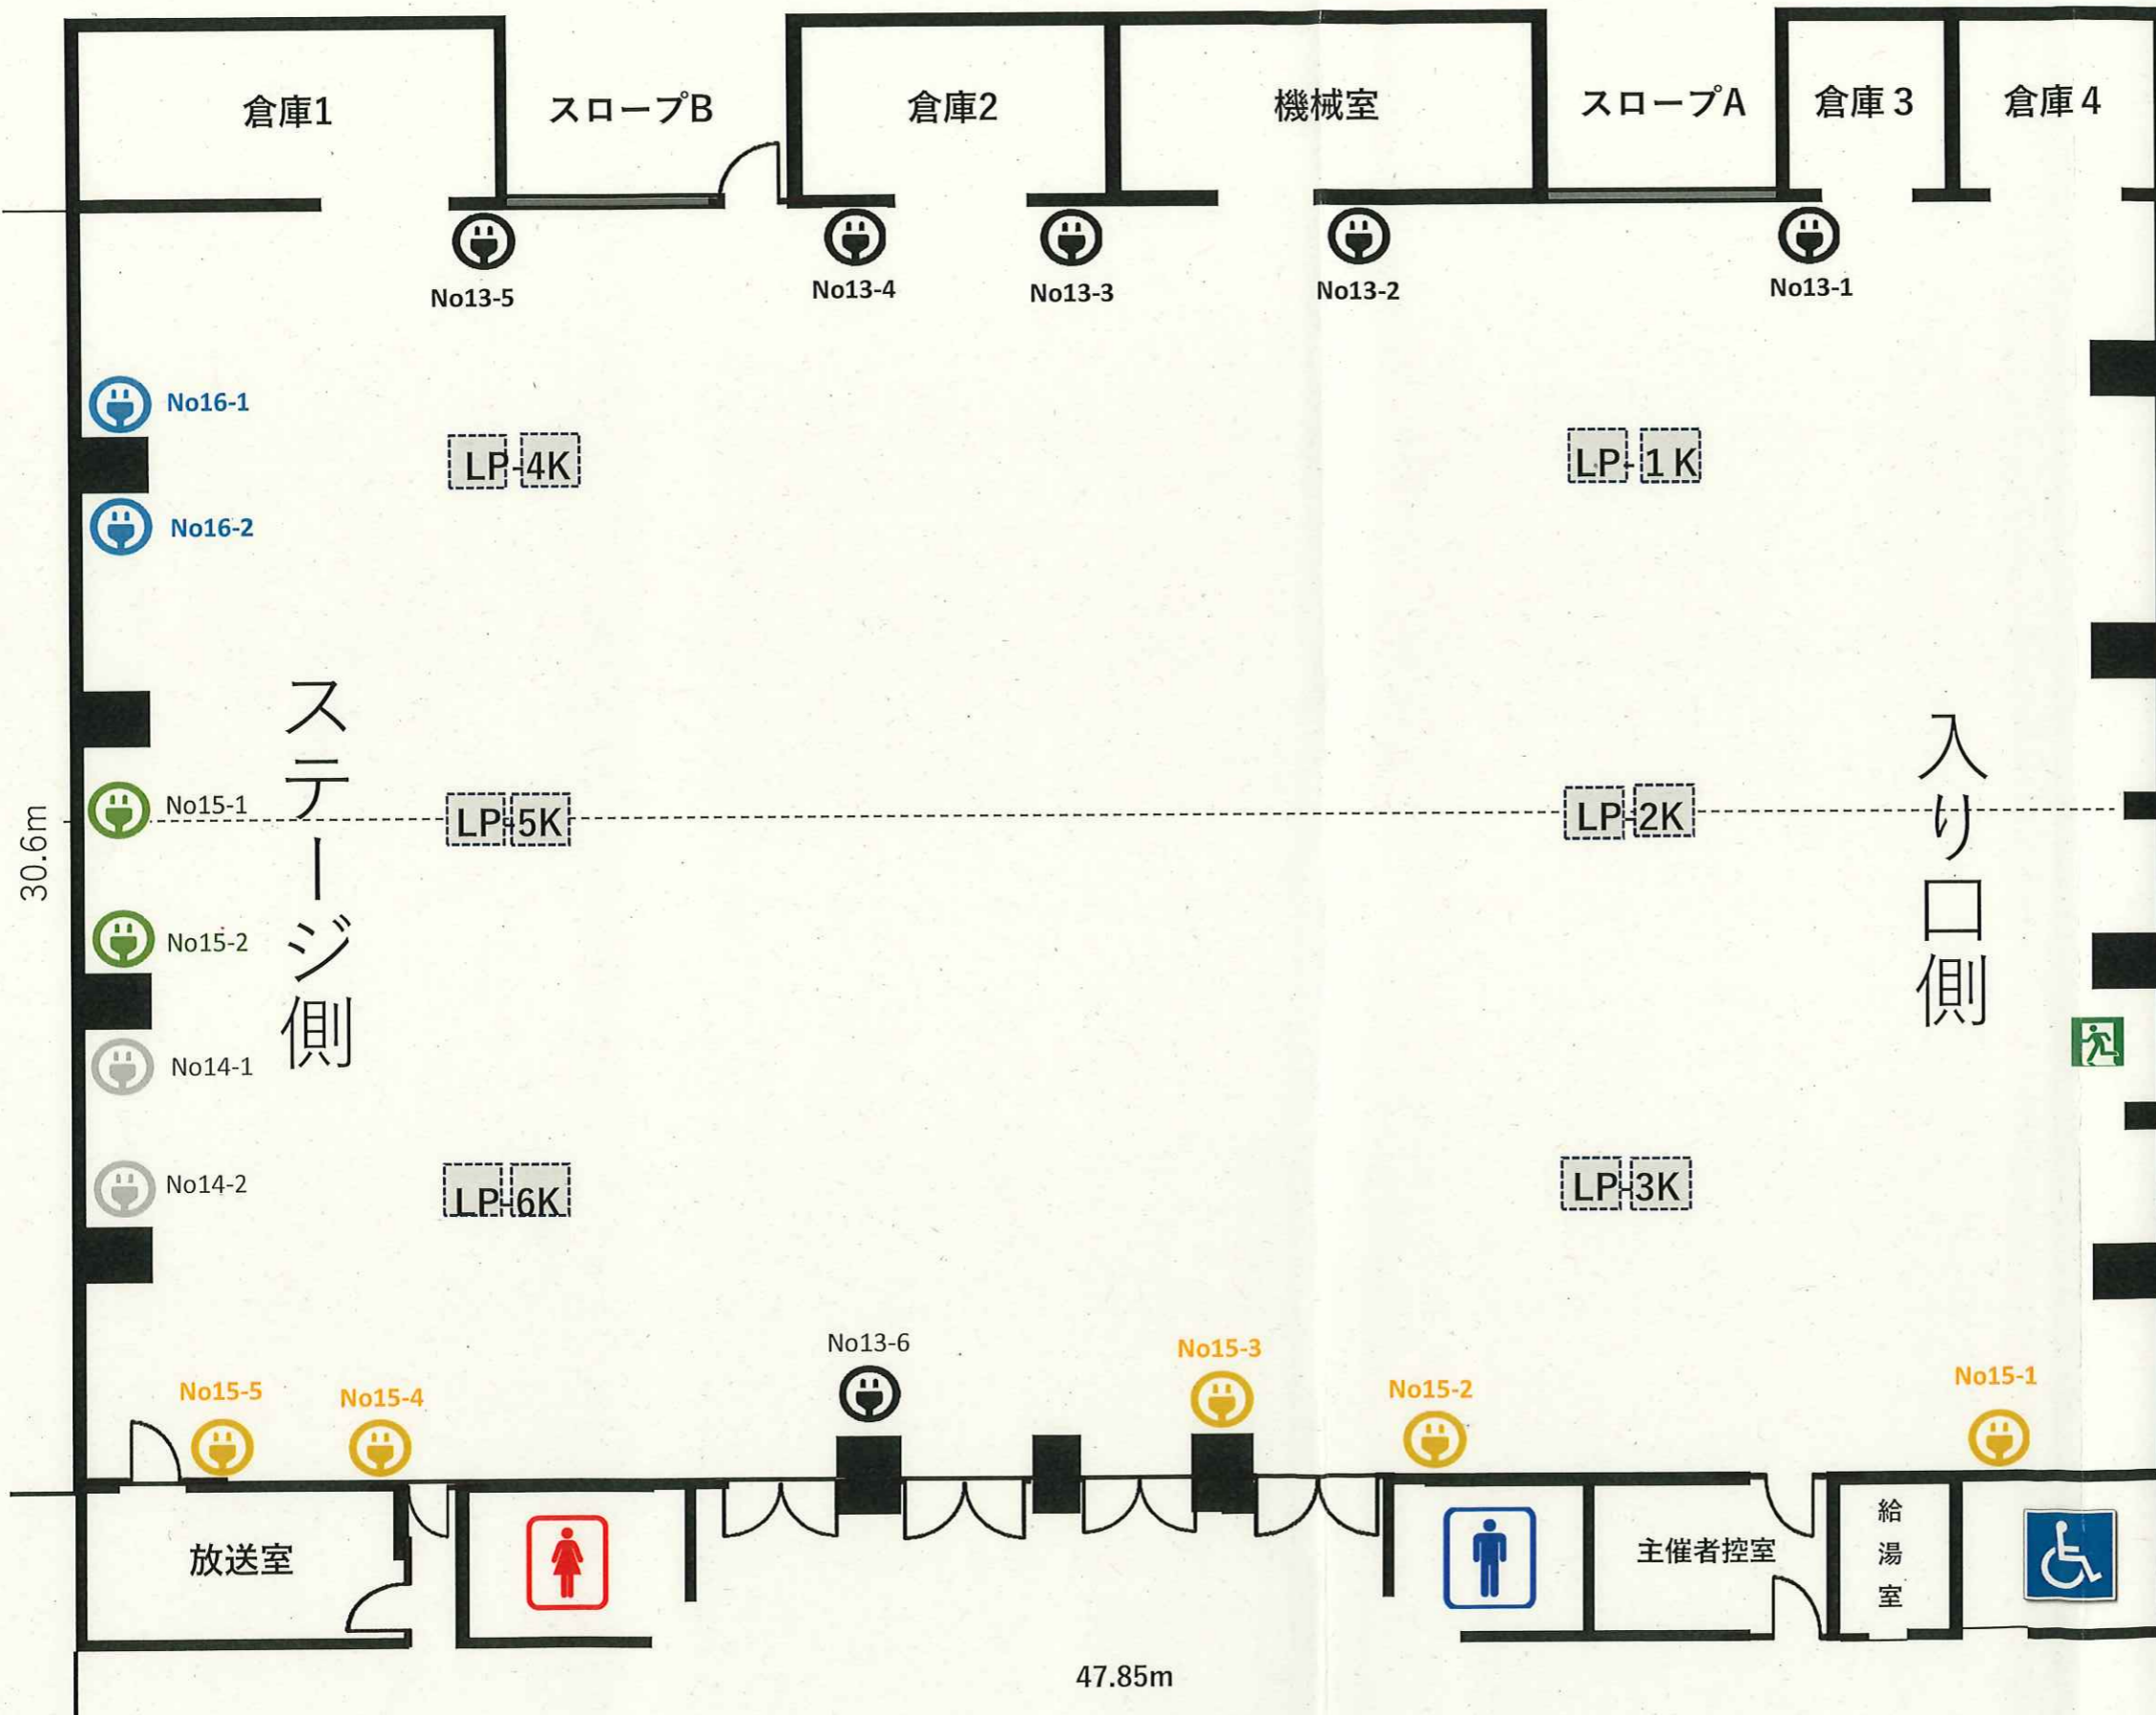 倉庫1
スロープB
倉庫2
機械室
スロープA
倉庫3
倉庫4
No13-5
No13-4
No13-3
No13-2
No13-1
No16-1
LP-4K
LP-1K
No16-2
ステージ側
入り口側
30.6m
No15-1
LP-5K
LP-2K
No15-2
No14-1
No14-2
LP-6K
LP-3K
No13-6
No15-3
No15-5
No15-4
No15-2
No15-1
放送室
主催者控室
給湯室
47.85m